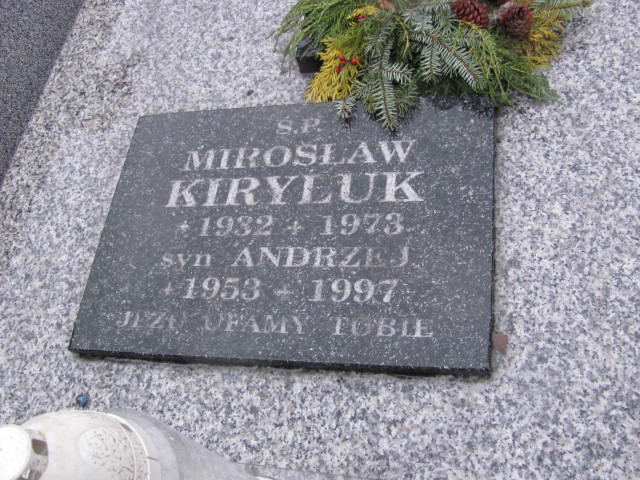 Ś.P.
MIROSŁAW
KIRYLUK
+1932 + 1973
syn ANDRZEJ
+1953 + 1997
JEZU UFAMY TOBIE